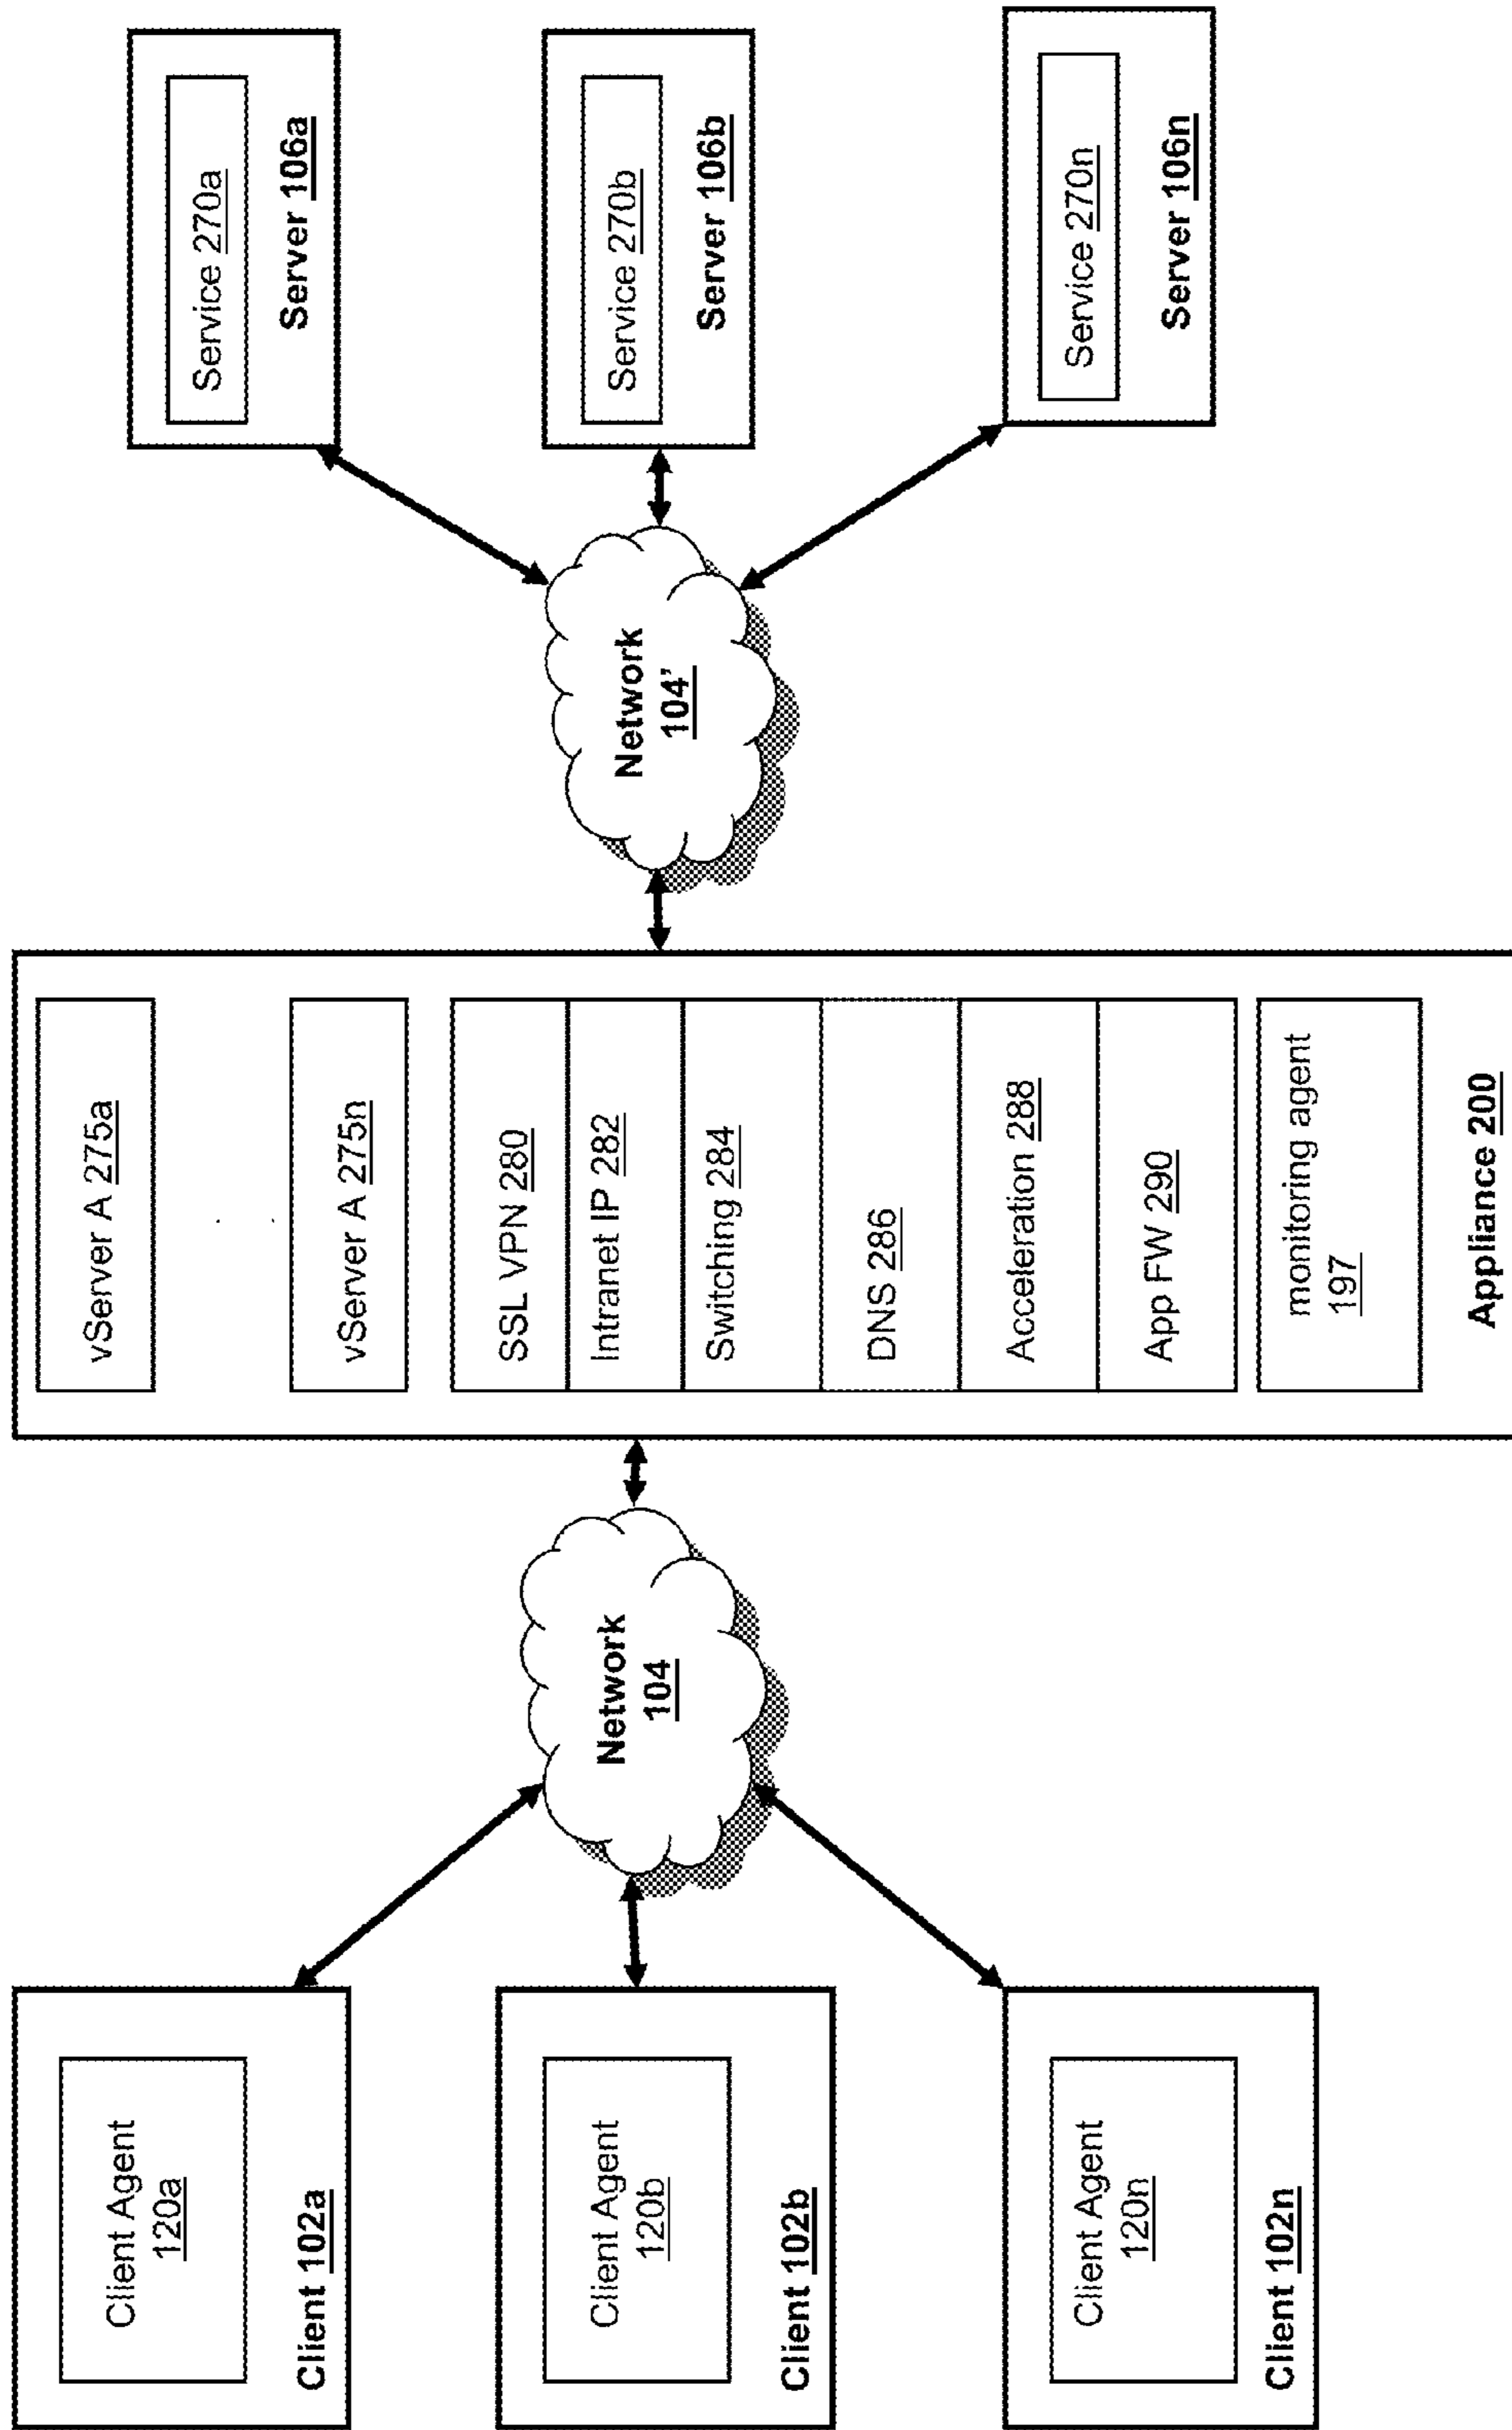 Client Agent
120a
Client 102a
Client Agent
120b
Client 102b
Client Agent
120n
Client 102n
Network
104
vServer A 275a
vServer A 275n
SSL VPN 280
Intranet IP 282
Switching 284
DNS 286
Acceleration 288
App FW 290
monitoring agent
197
Appliance 200
Network
104'
Service 270a
Server 106a
Service 270b
Server 106b
Service 270n
Server 106n